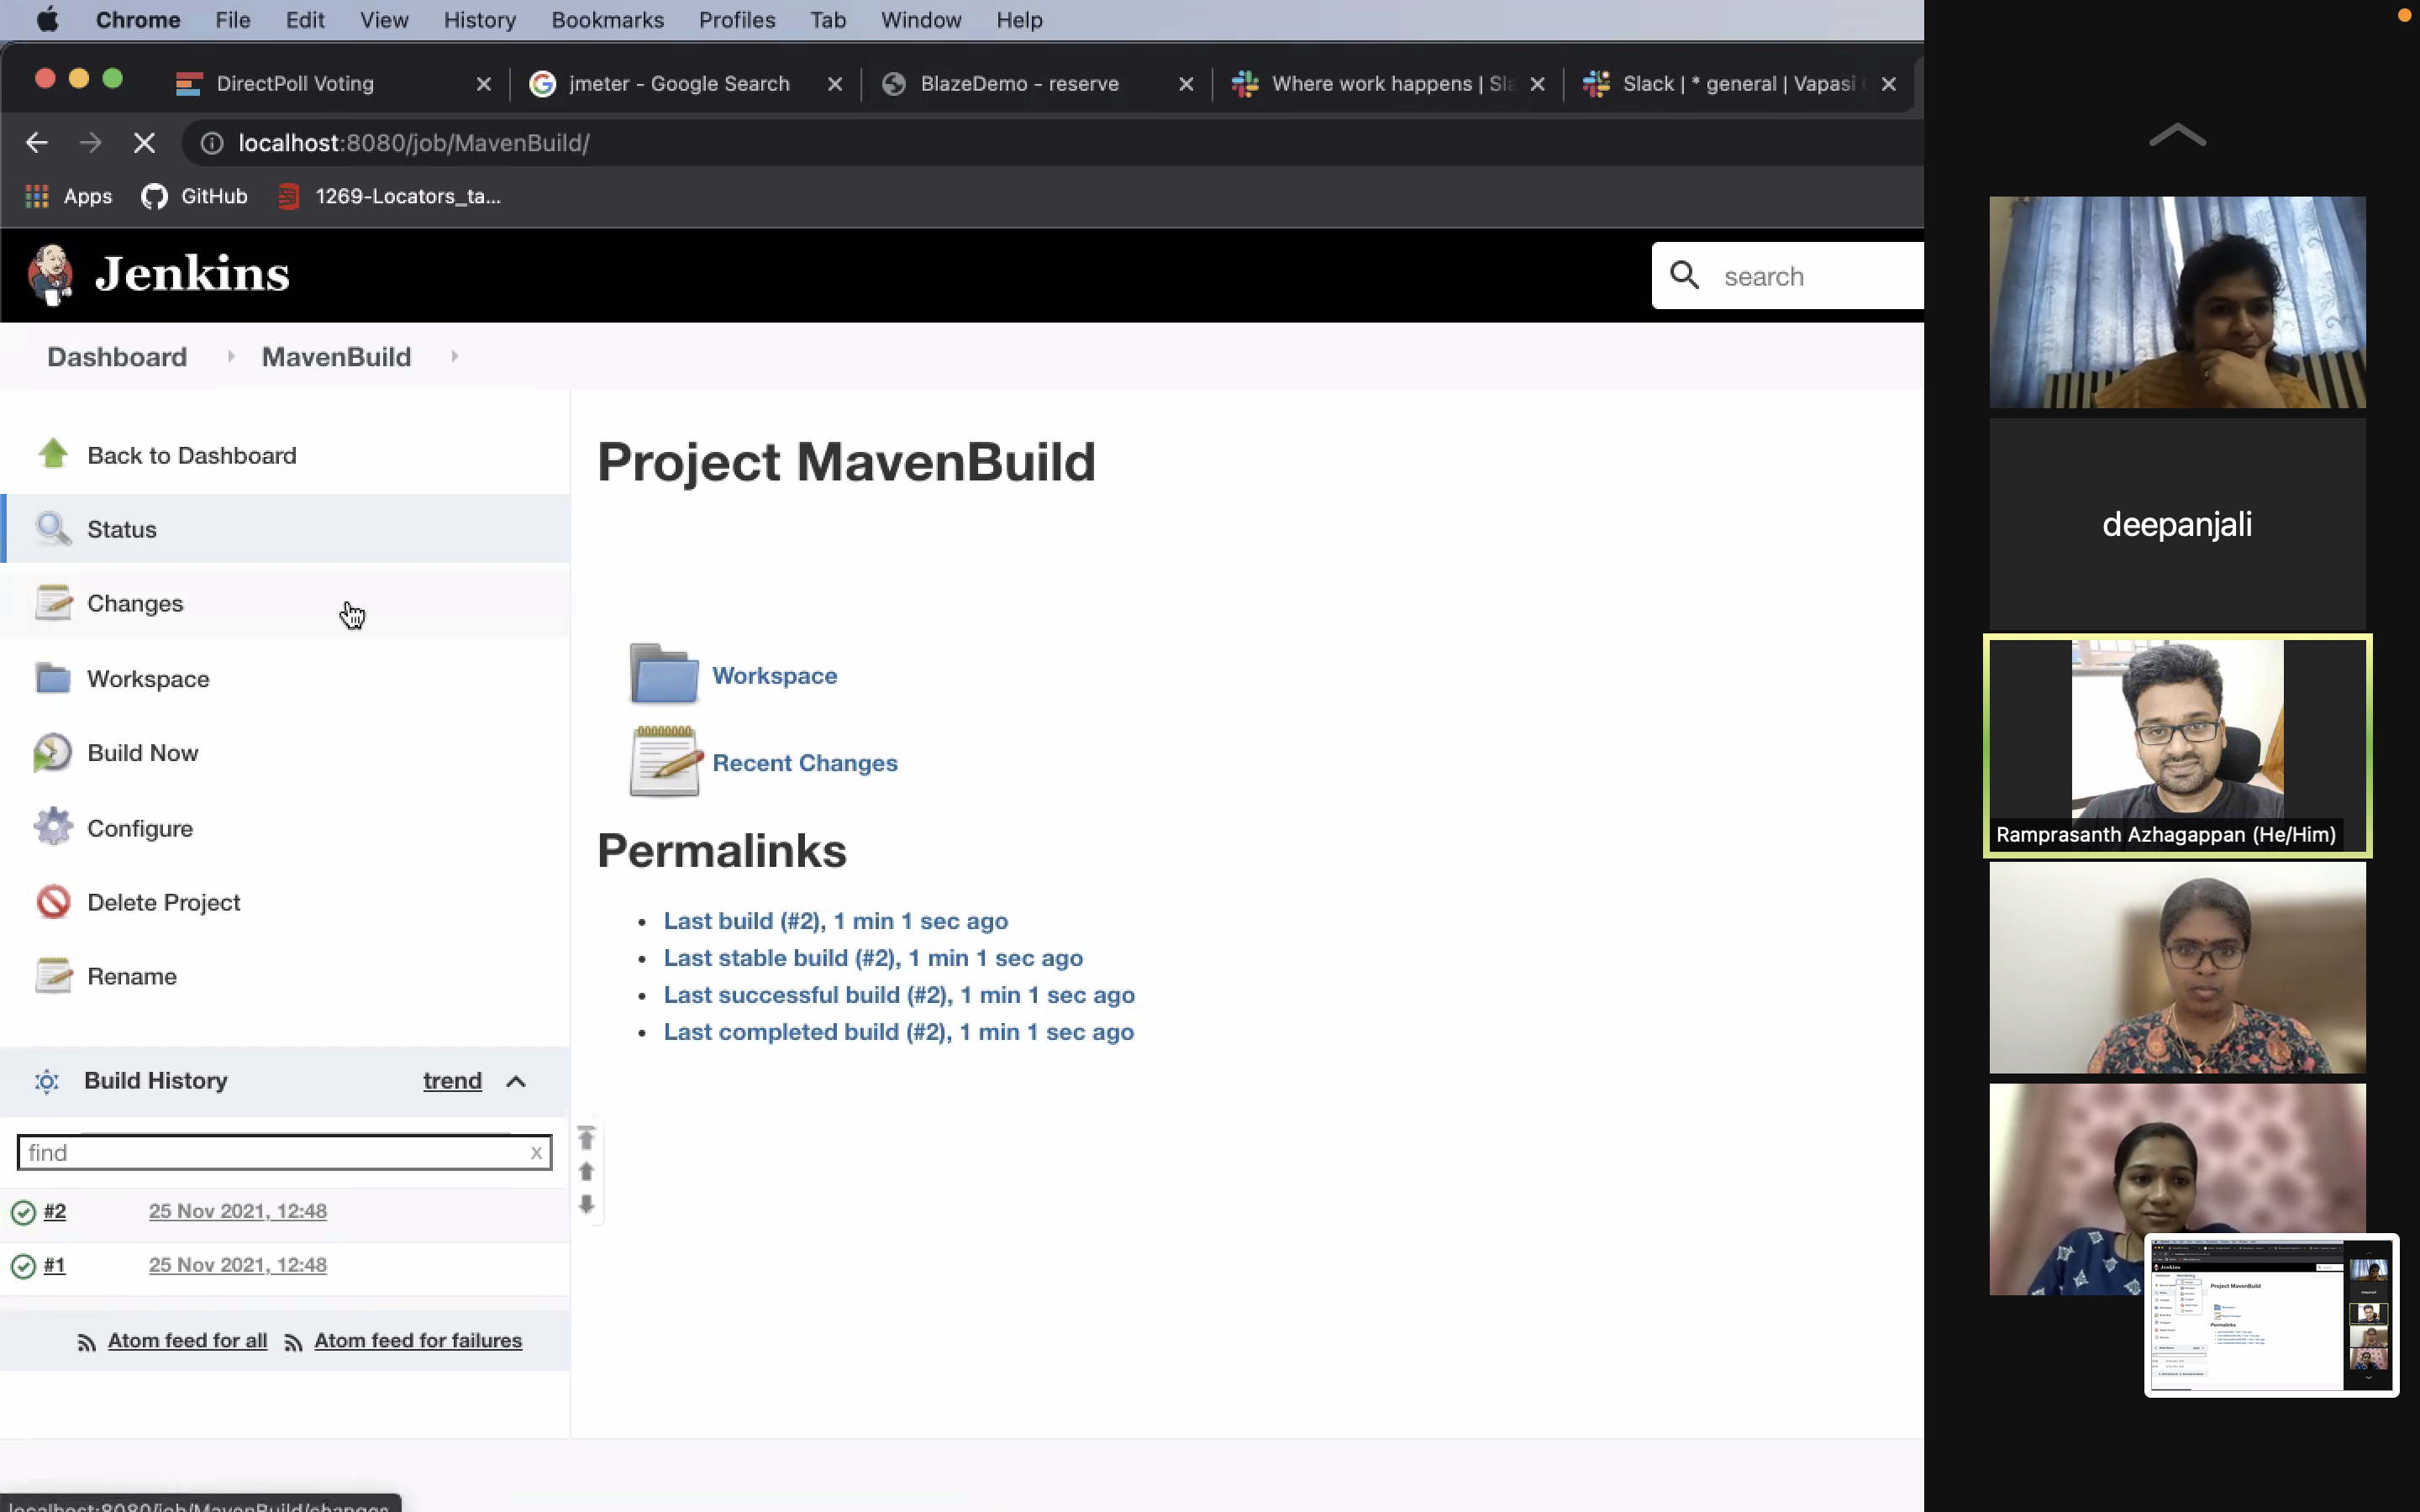 Chrome File Edit View History Bookmarks Profiles Tab Window Help
DirectPoll Voting
jmeter - Google Search
BlazeDemo - reserve
Where work happens | Sla
Slack | * general | Vapasi
localhost:8080/job/MavenBuild/
Apps
GitHub
1269-Locators_ta...
Jenkins
search
Dashboard
MavenBuild
Back to Dashboard
Status
Changes
Workspace
Build Now
Configure
Delete Project
Rename
Build History
trend
find
x
#2
25 Nov 2021, 12:48
#1
25 Nov 2021, 12:48
Atom feed for all
Atom feed for failures
Project MavenBuild
Workspace
Recent Changes
Permalinks
Last build (#2), 1 min 1 sec ago
Last stable build (#2), 1 min 1 sec ago
Last successful build (#2), 1 min 1 sec ago
Last completed build (#2), 1 min 1 sec ago
localhost:8080/job/MavenBuild/changes
deepanjali
Ramprasanth Azhagappan (He/Him)
Jenkins
Project MavenBuild